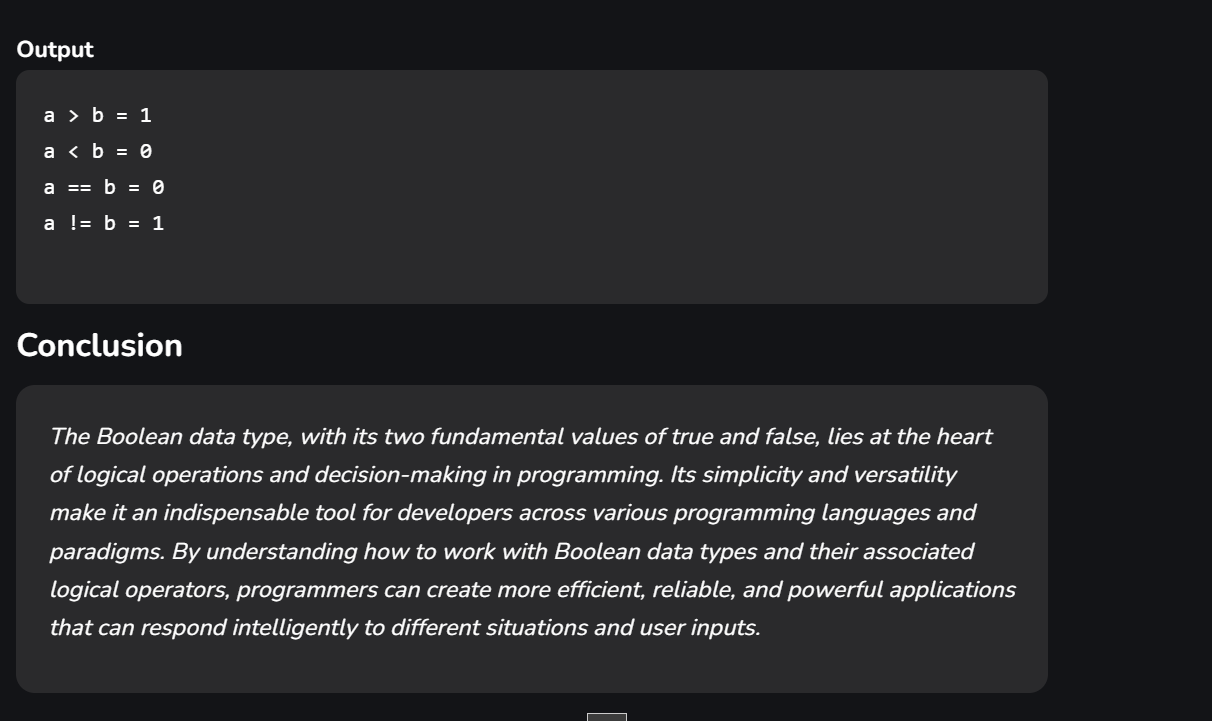 Output
a > b = 1
a < b = 0
a == b = 0
a != b = 1
Conclusion
The Boolean data type, with its two fundamental values of true and false, lies at the heart
of logical operations and decision-making in programming. Its simplicity and versatility
make it an indispensable tool for developers across various programming languages and
paradigms. By understanding how to work with Boolean data types and their associated
logical operators, programmers can create more efficient, reliable, and powerful applications
that can respond intelligently to different situations and user inputs.